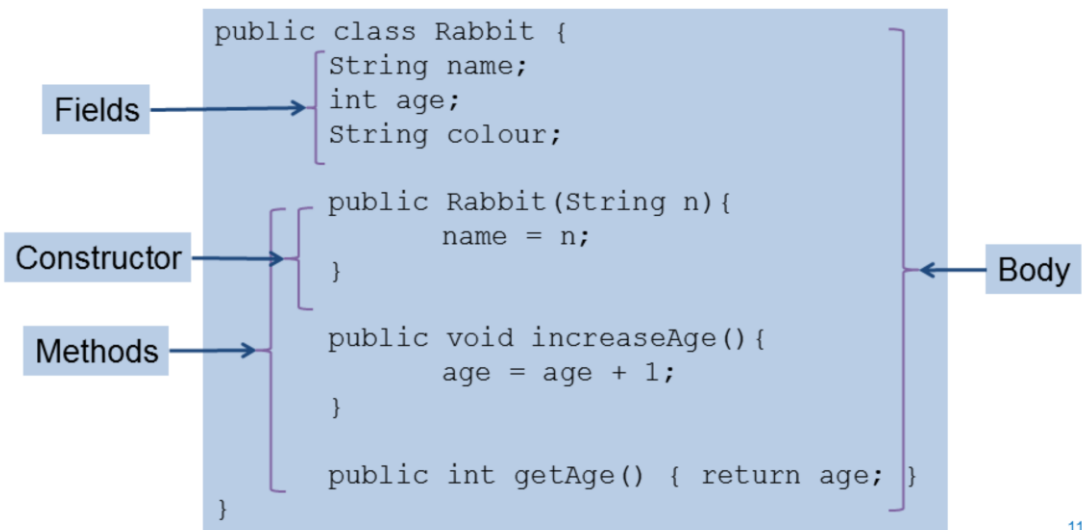 public class Rabbit {
String name;
Fields
int age;
String colour;
public Rabbit(String n){
name = n;
Constructor
}
Body
public void increaseAge(){
Methods
age = age + 1;
}
public int getAge() { return age; }
}
11